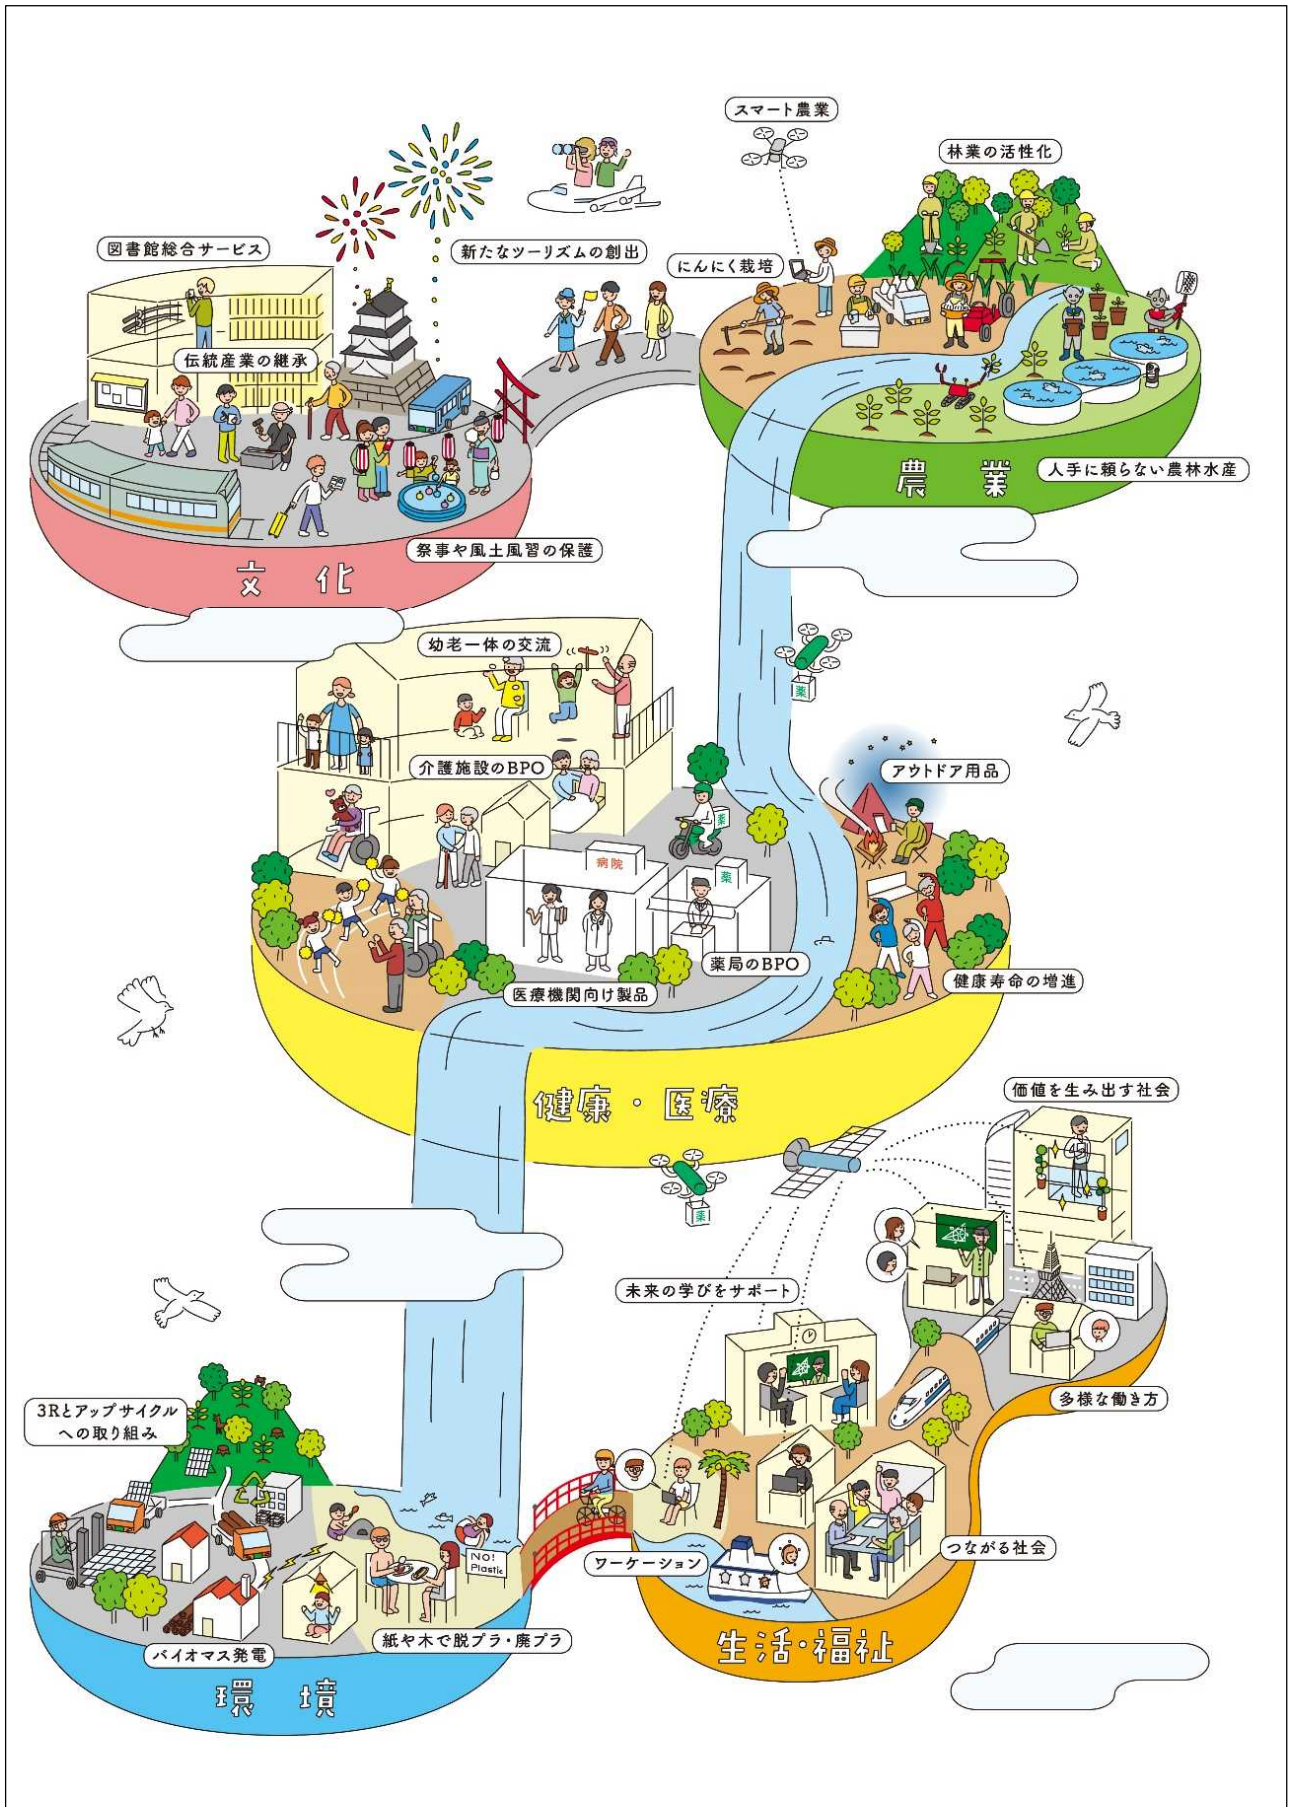 スマート農業
林業の活性化
図書館総合サービス
新たなツーリズムの創出
にんにく栽培
伝統産業の継承
人手に頼らない農林水産
農業
祭事や風土風習の保護
文化
幼老一体の交流
薬
介護施設のBPO
アウトドア用品
薬
病院
薬
薬局のBPO
医療機関向け製品
健康寿命の増進
健康・医療
価値を生み出す社会
薬
未来の学びをサポート
多様な働き方
3Rとアップサイクル
への取り組み
NO!
Plastic
ワーケーション
つながる社会
バイオマス発電
紙や木で脱プラ・廃プラ
生活・福祉
環境